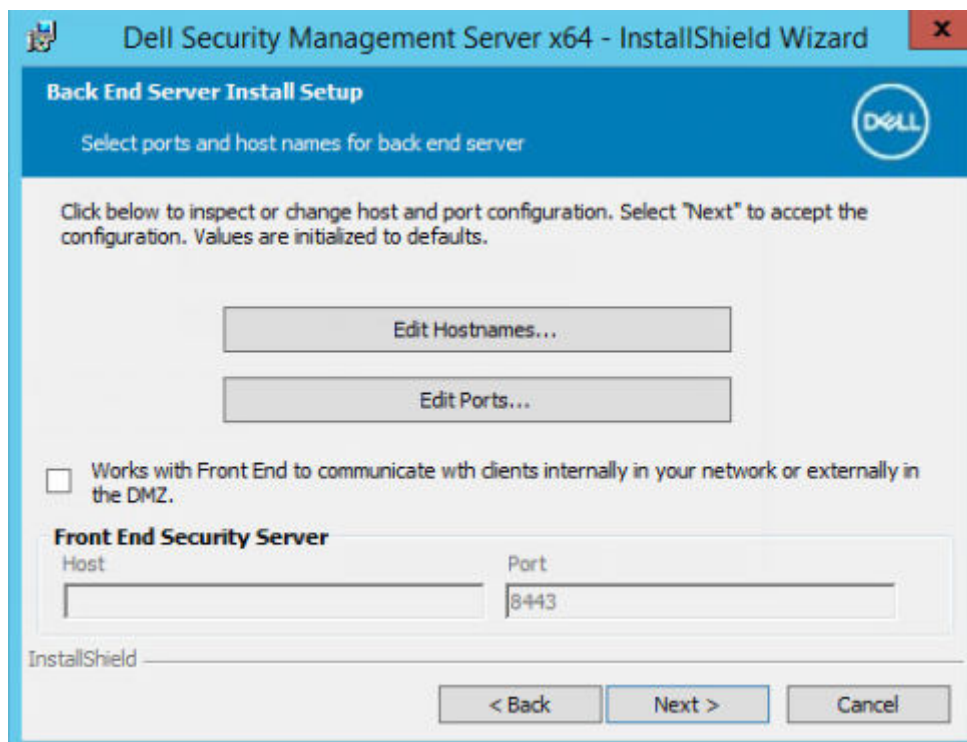 Dell Security Management Server x64 - InstallShield Wizard
x
Back End Server Install Setup
DELL
Select ports and host names for back end server
Click below to inspect or change host and port configuration. Select "Next" to accept the
configuration. Values are initialized to defaults.
Edit Hostnames...
Edit Ports...
Works with Front End to communicate wth clients internally in your network or externally in
the DMZ.
Front End Security Server
Host
Port
8443
InstallShield
< Back
Next >
Cancel